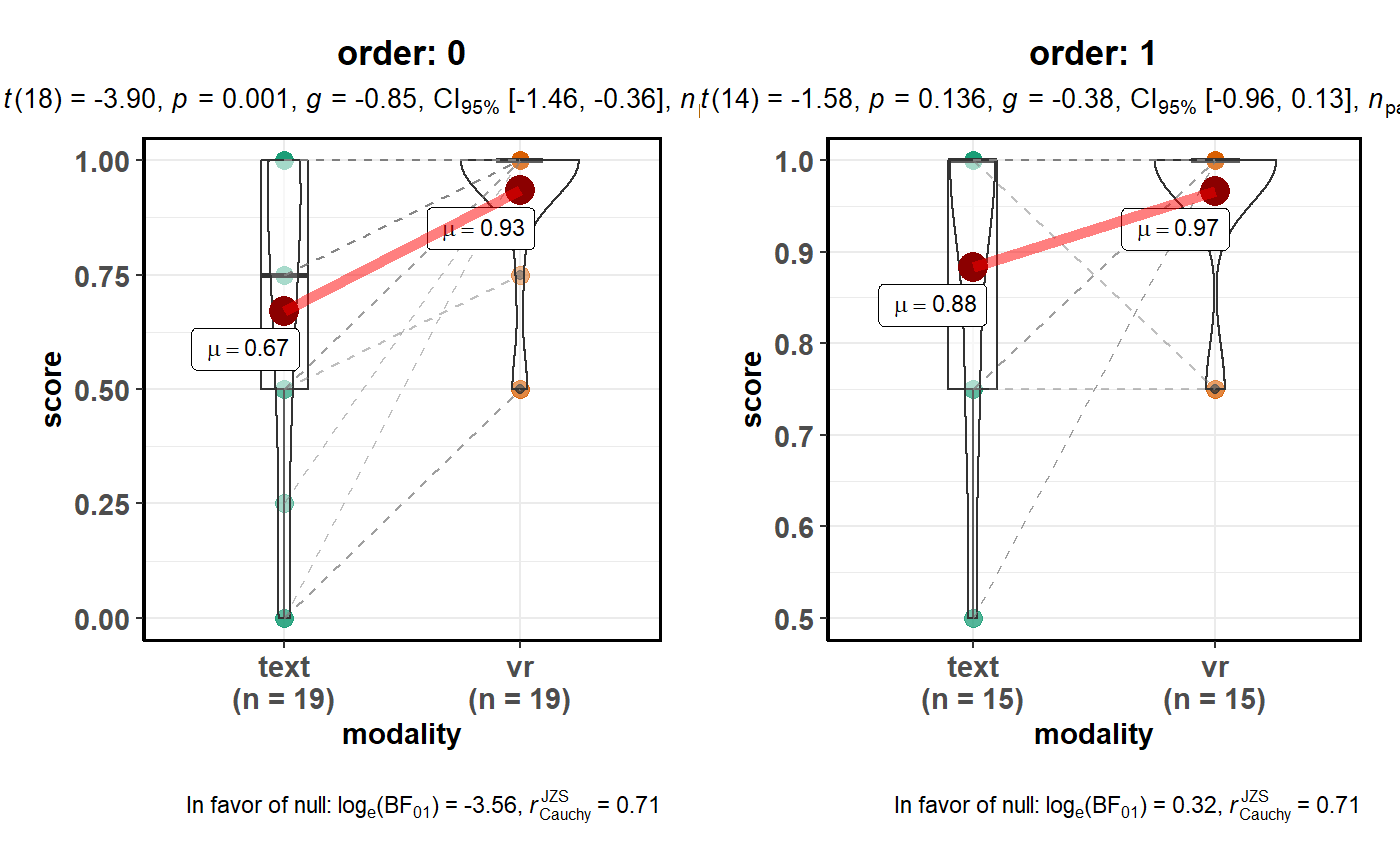 order: 0
t(18) = -3.90, p = 0.001, g = -0.85, CI95% [-1.46, -0.36], n
1.00
0.75
0.50
0.25
0.00
score
μ = 0.67
μ = 0.93
text
(n = 19)
vr
(n = 19)
modality
In favor of null: loge(BF01) = -3.56, rJZSCauchy = 0.71
order: 1
t(14) = -1.58, p = 0.136, g = -0.38, CI95% [-0.96, 0.13], npa
1.0
0.9
0.8
0.7
0.6
0.5
score
μ = 0.88
μ = 0.97
text
(n = 15)
vr
(n = 15)
modality
In favor of null: loge(BF01) = 0.32, rJZSCauchy = 0.71